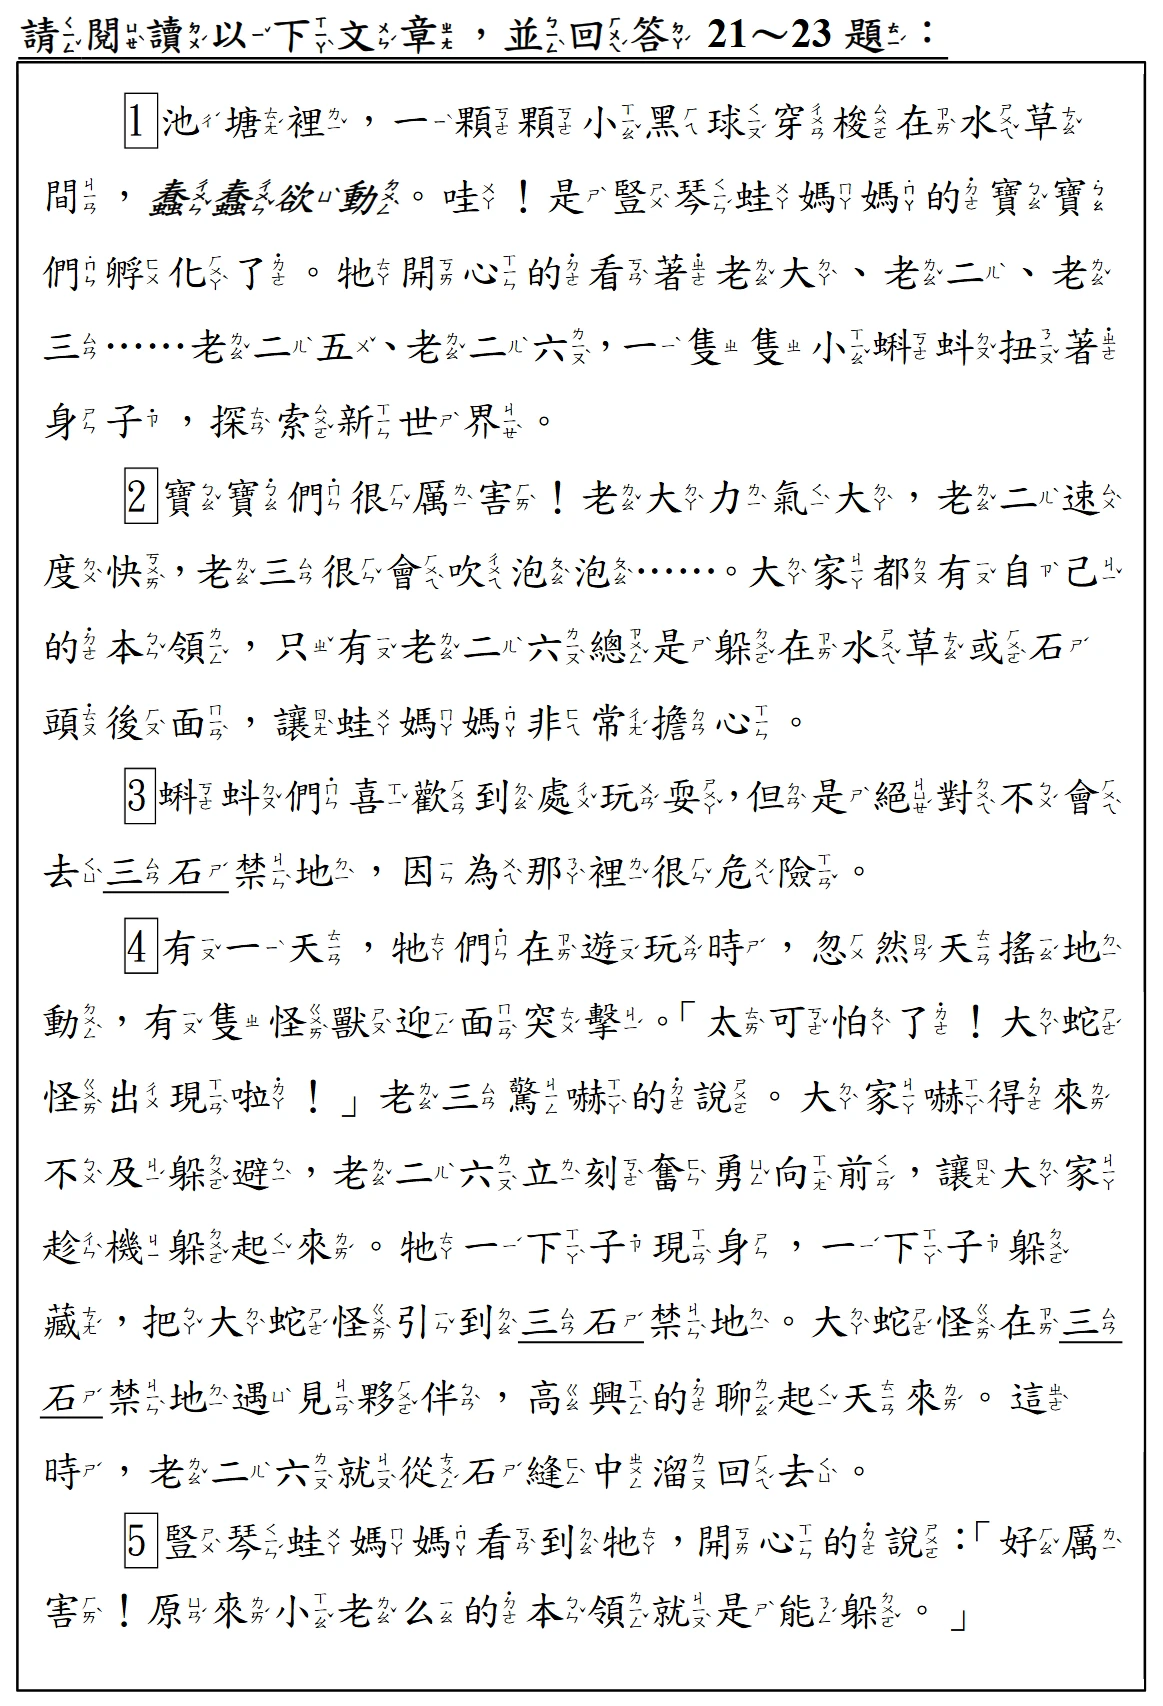 請閱讀以下文章，並回答 21～23 題：
1 池塘裡，一顆顆小黑球穿梭在水草
間，蠢蠢欲動。哇！是豎琴蛙媽媽的寶寶
們孵化了。牠開心的看著老大、老二、老
三……老二五、老二六，一隻隻小蝌蚪扭著
身子，探索新世界。
2 寶寶們很厲害！老大力氣大，老二速
度快，老三很會吹泡泡……。大家都有自己
的本領，只有老二六總是躲在水草或石
頭後面，讓蛙媽媽非常擔心。
3 蝌蚪們喜歡到處玩耍，但是絕對不會
去三石禁地，因為那裡很危險。
4 有一天，牠們在遊玩時，忽然天搖地
動，有隻怪獸迎面突擊。「太可怕了！大蛇
怪出現啦！」老三驚嚇的說。大家嚇得來
不及躲避，老二六立刻奮勇向前，讓大家
趁機躲起來。牠一下子現身，一下子躲
藏，把大蛇怪引到三石禁地。大蛇怪在三
石禁地遇見夥伴，高興的聊起天來。這
時，老二六就從石縫中溜回去。
5 豎琴蛙媽媽看到牠，開心的說：「好厲
害！原來小老么的本領就是能躲。」